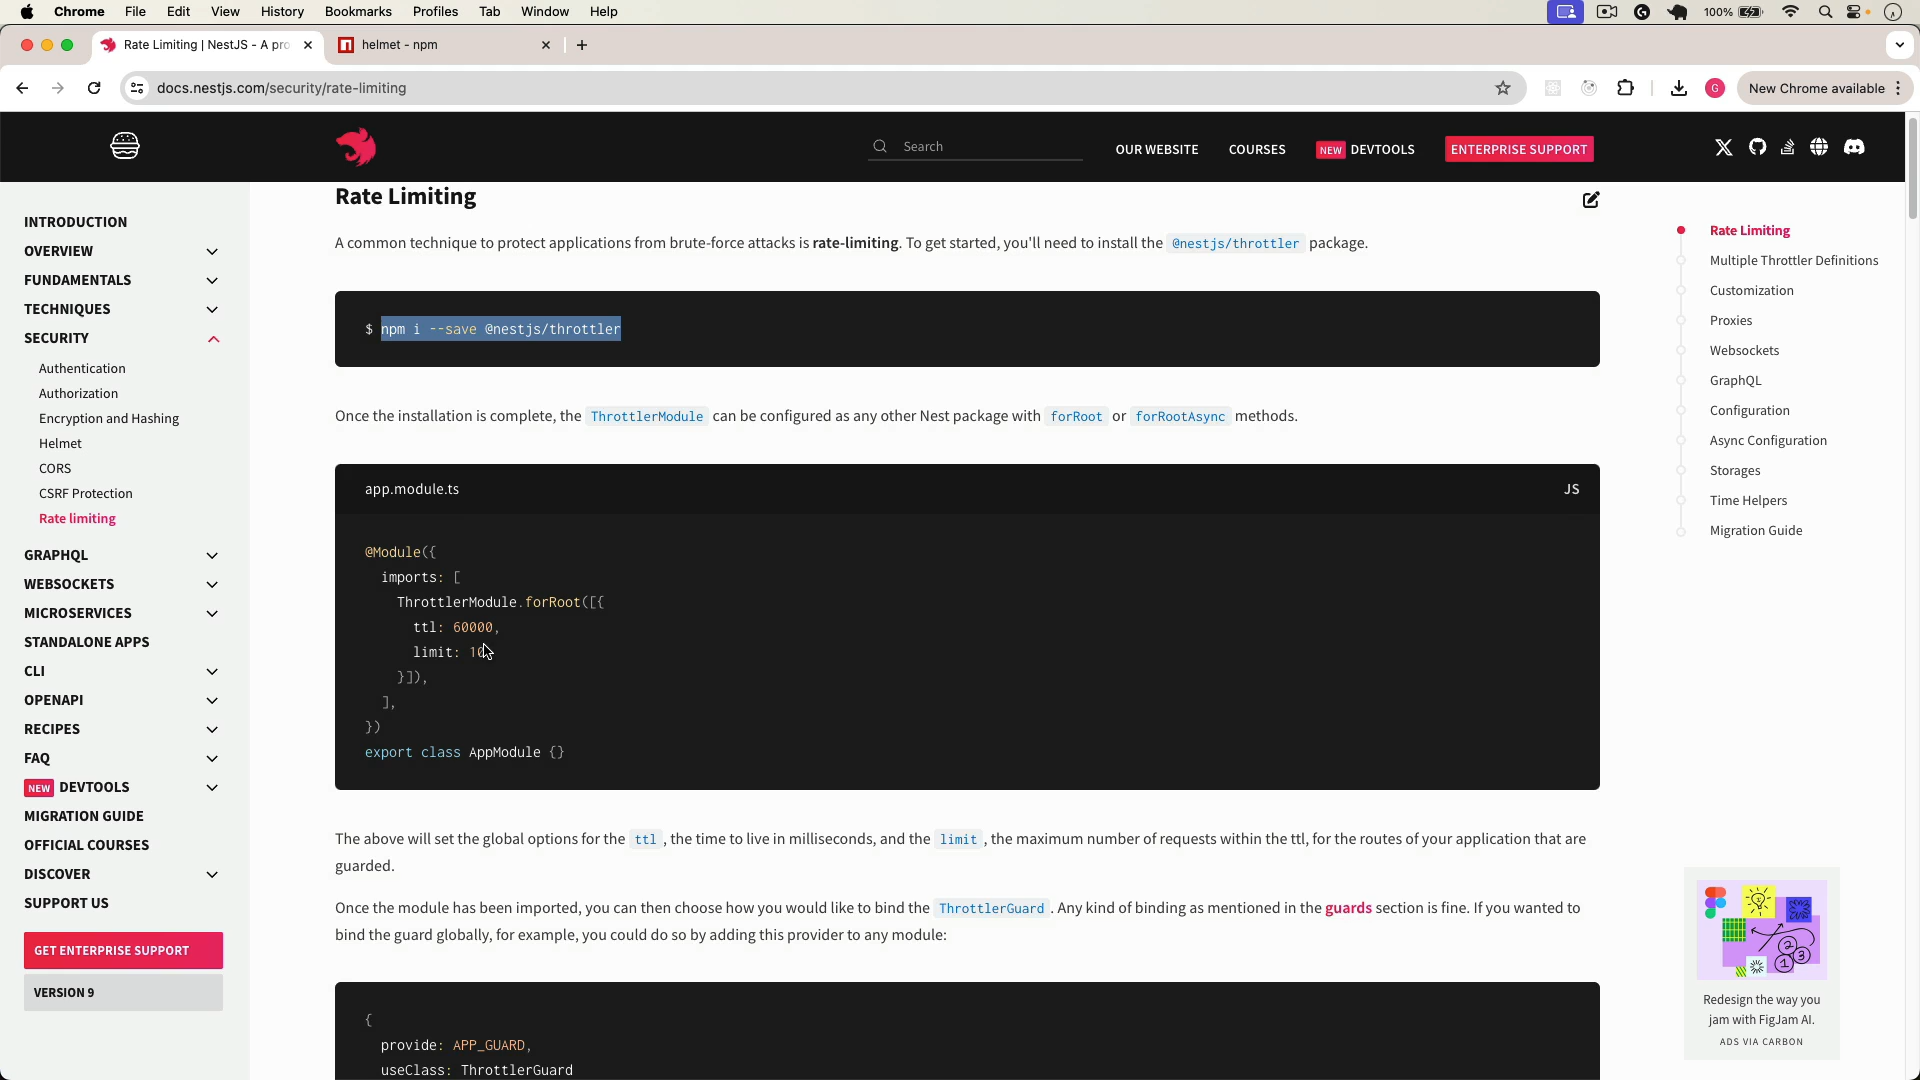 Chrome File Edit View History Bookmarks Profiles Tab Window Help 100%
Rate Limiting | NestJS - A pro
helmet - npm
docs.nestjs.com/security/rate-limiting
G
New Chrome available
Search
OUR WEBSITE
COURSES
NEW DEVTOOLS
ENTERPRISE SUPPORT
INTRODUCTION
OVERVIEW
FUNDAMENTALS
TECHNIQUES
SECURITY
Authentication
Authorization
Encryption and Hashing
Helmet
CORS
CSRF Protection
Rate limiting
GRAPHQL
WEBSOCKETS
MICROSERVICES
STANDALONE APPS
CLI
OPENAPI
RECIPES
FAQ
NEW DEVTOOLS
MIGRATION GUIDE
OFFICIAL COURSES
DISCOVER
SUPPORT US
GET ENTERPRISE SUPPORT
VERSION 9
Rate Limiting
A common technique to protect applications from brute-force attacks is rate-limiting. To get started, you'll need to install the @nestjs/throttler package.
$ npm i --save @nestjs/throttler
Once the installation is complete, the ThrottlerModule can be configured as any other Nest package with forRoot or forRootAsync methods.
app.module.ts
JS
@Module({
imports: [
ThrottlerModule.forRoot([{
ttl: 60000,
limit: 10
}]),
],
})
export class AppModule {}
The above will set the global options for the ttl, the time to live in milliseconds, and the limit, the maximum number of requests within the ttl, for the routes of your application that are
guarded.
Once the module has been imported, you can then choose how you would like to bind the ThrottlerGuard. Any kind of binding as mentioned in the guards section is fine. If you wanted to
bind the guard globally, for example, you could do so by adding this provider to any module:
{
provide: APP_GUARD,
useClass: ThrottlerGuard
Rate Limiting
Multiple Throttler Definitions
Customization
Proxies
Websockets
GraphQL
Configuration
Async Configuration
Storages
Time Helpers
Migration Guide
2
3
1
Redesign the way you
jam with FigJam AI.
ADS VIA CARBON